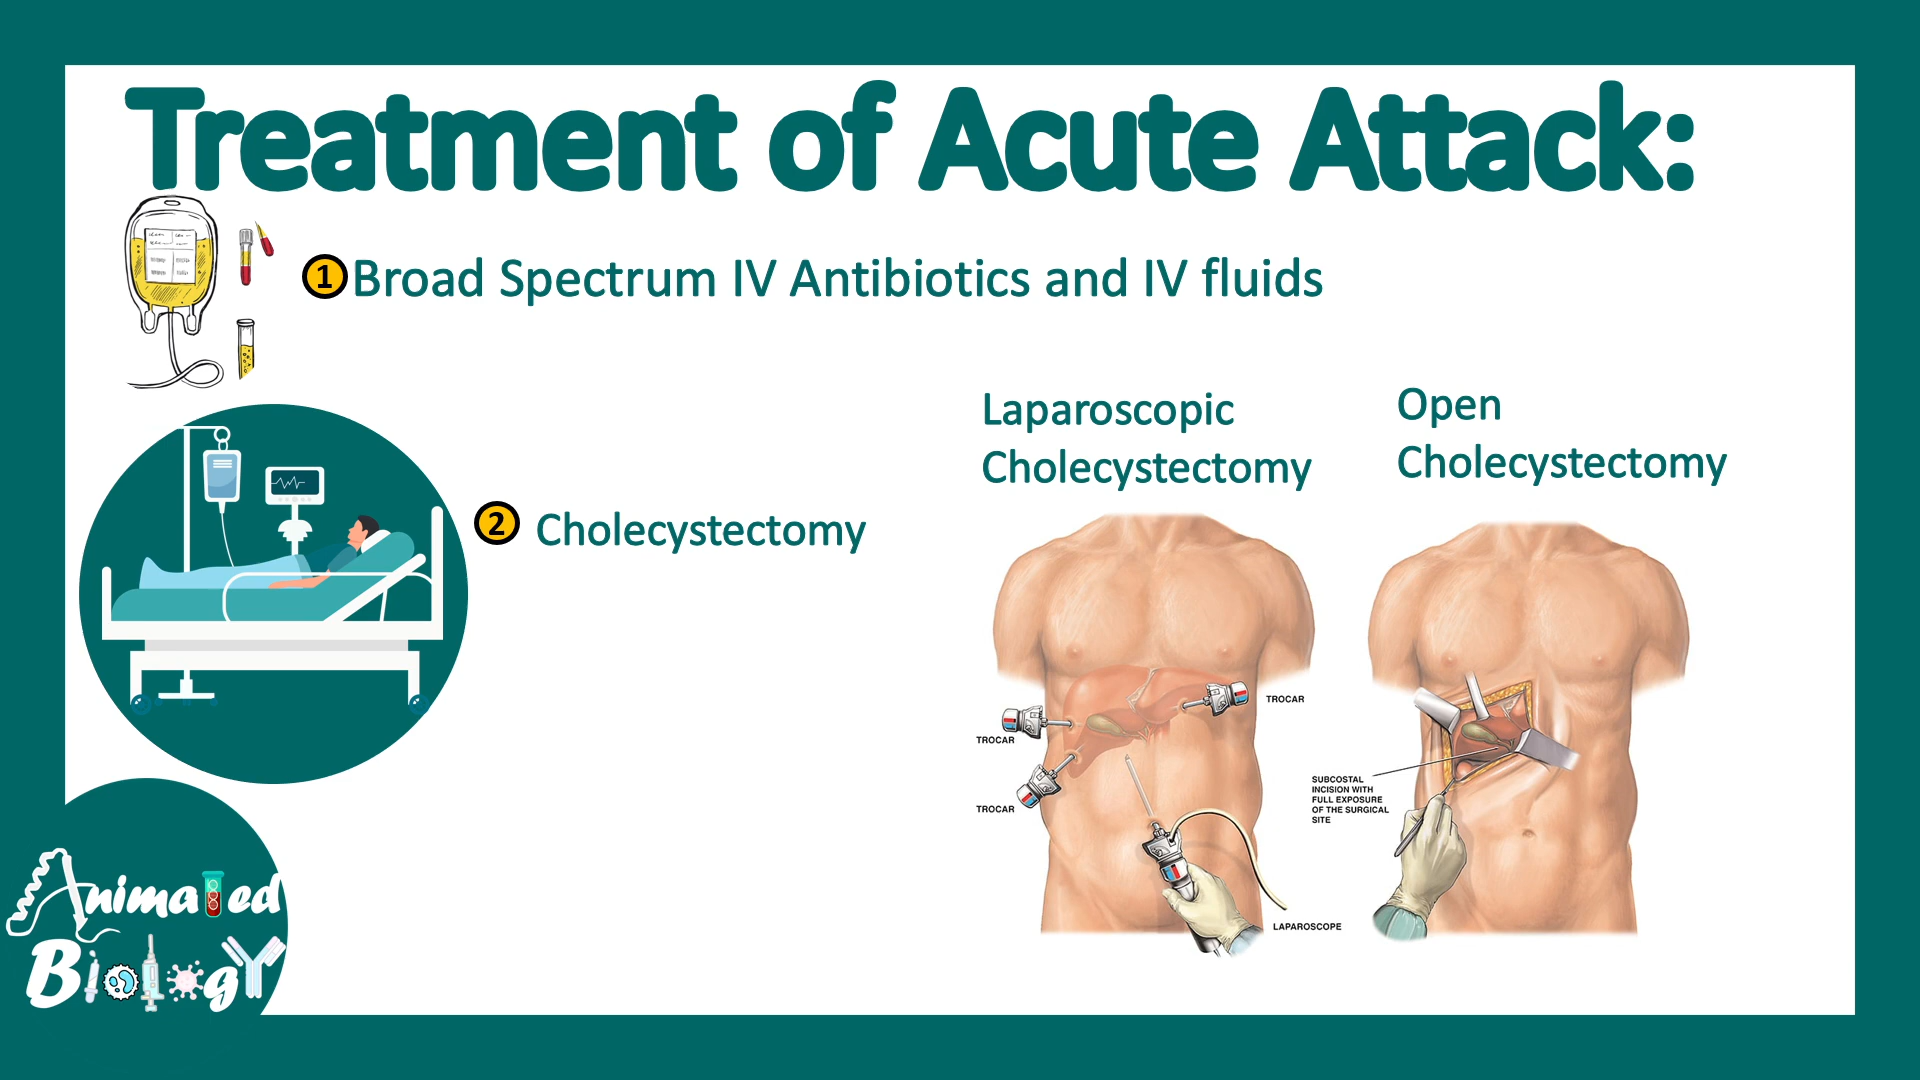 Treatment of Acute Attack:
1 Broad Spectrum IV Antibiotics and IV fluids
Laparoscopic
Cholecystectomy
Open
Cholecystectomy
2 Cholecystectomy
TROCAR
TROCAR
TROCAR
LAPAROSCOPE
SUBCOSTAL
INCISION WITH
FULL EXPOSURE
OF THE SURGICAL
SITE
Animated
Biology